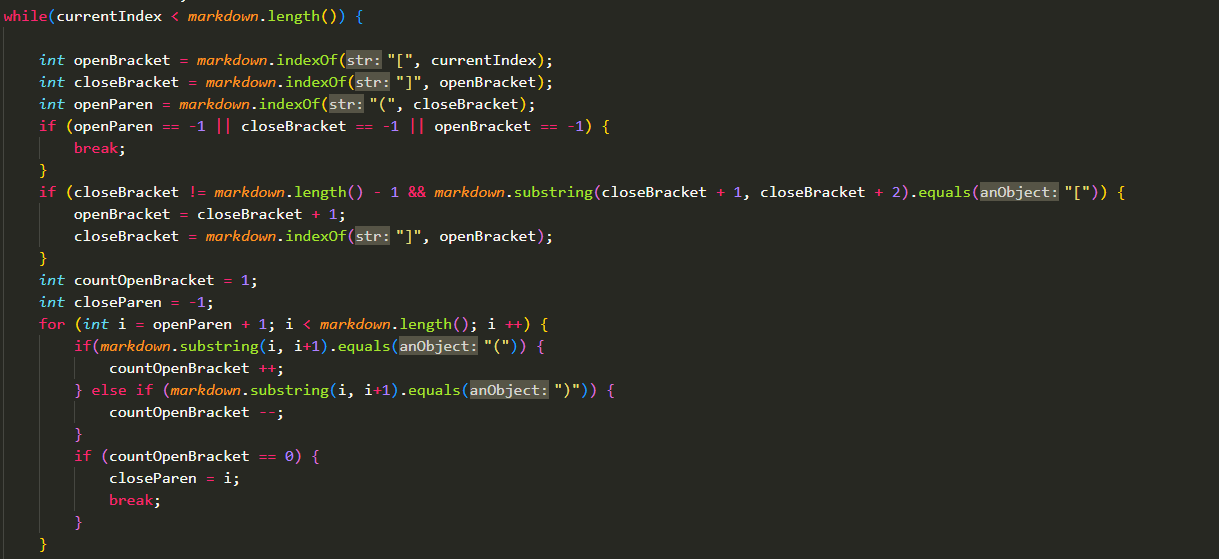 while(currentIndex < markdown.length()) {
int openBracket = markdown.indexOf(str: "[", currentIndex);
int closeBracket = markdown.indexOf(str: "]", openBracket);
int openParen = markdown.indexOf(str: "(", closeBracket);
if (openParen == -1 || closeBracket == -1 || openBracket == -1) {
break;
}
if (closeBracket != markdown.length() - 1 && markdown.substring(closeBracket + 1, closeBracket + 2).equals(anObject: "[")) {
openBracket = closeBracket + 1;
closeBracket = markdown.indexOf(str: "]", openBracket);
}
int countOpenBracket = 1;
int closeParen = -1;
for (int i = openParen + 1; i < markdown.length(); i ++) {
if(markdown.substring(i, i+1).equals(anObject: "(")) {
countOpenBracket ++;
} else if (markdown.substring(i, i+1).equals(anObject: ")")) {
countOpenBracket --;
}
if (countOpenBracket == 0) {
closeParen = i;
break;
}
}